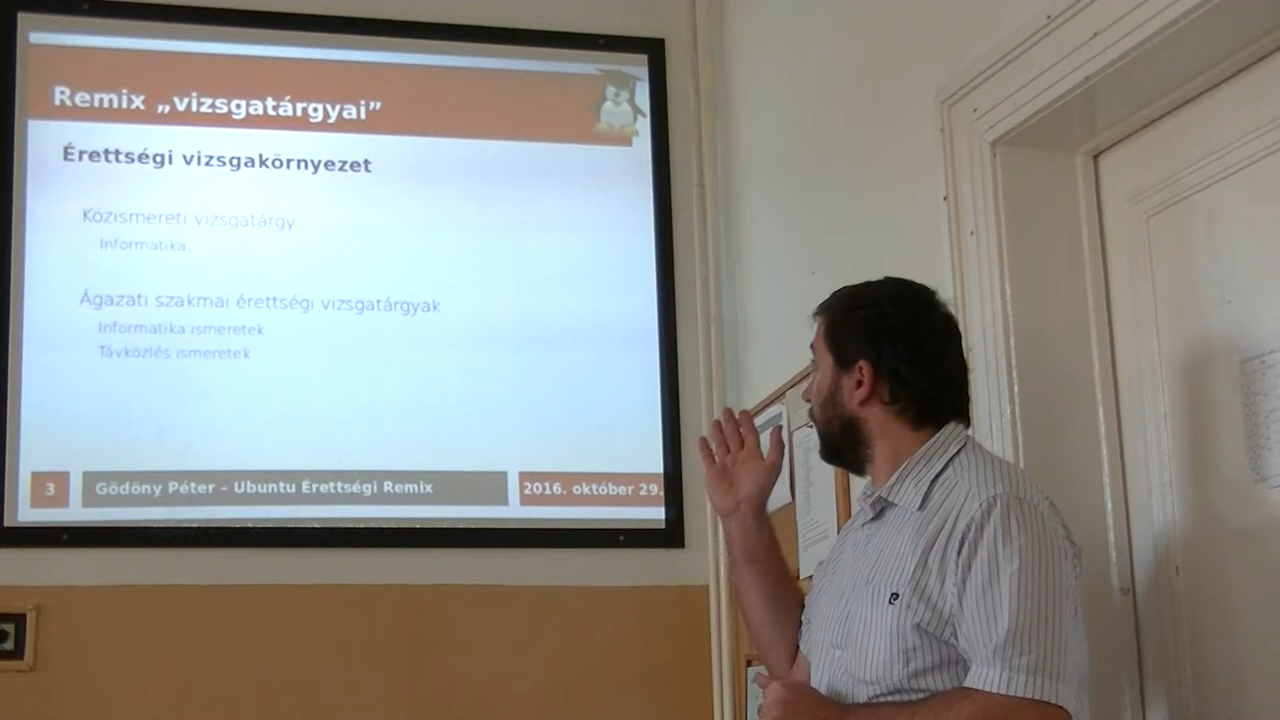 Remix „vizsgatárgyai”
Érettségi vizsgakörnyezet
Közismereti vizsgatárgy
Informatika
Ágazati szakmai érettségi vizsgatárgyak
Informatika ismeretek
Távközlés ismeretek
3
Gödöny Péter – Ubuntu Érettségi Remix
2016. október 29.